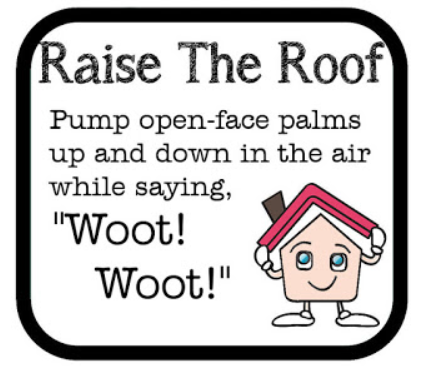 Raise The Roof
Pump open-face palms
up and down in the air
while saying,
"Woot!
Woot!"